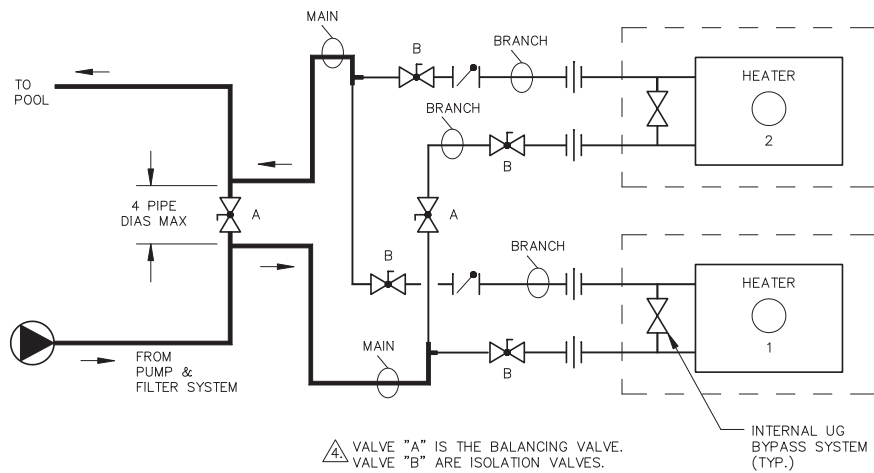 MAIN
B
BRANCH
TO
POOL
BRANCH
HEATER
2
B
4 PIPE
DIAS MAX
A
A
B
BRANCH
HEATER
1
MAIN
B
FROM
PUMP &
FILTER SYSTEM
INTERNAL UG
BYPASS SYSTEM
(TYP.)
4. VALVE "A" IS THE BALANCING VALVE.
VALVE "B" ARE ISOLATION VALVES.